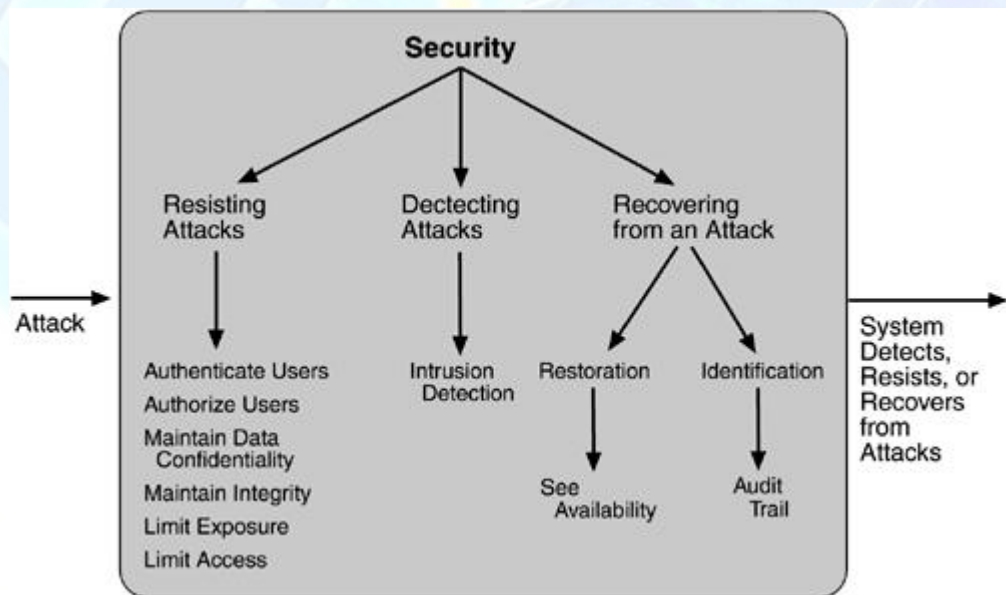 Security
Resisting
Attacks
Dectecting
Attacks
Recovering
from an Attack
Attack
Authenticate Users
Authorize Users
Maintain Data
Confidentiality
Maintain Integrity
Limit Exposure
Limit Access
Intrusion
Detection
Restoration
Identification
See
Availability
Audit
Trail
System
Detects,
Resists, or
Recovers
from
Attacks